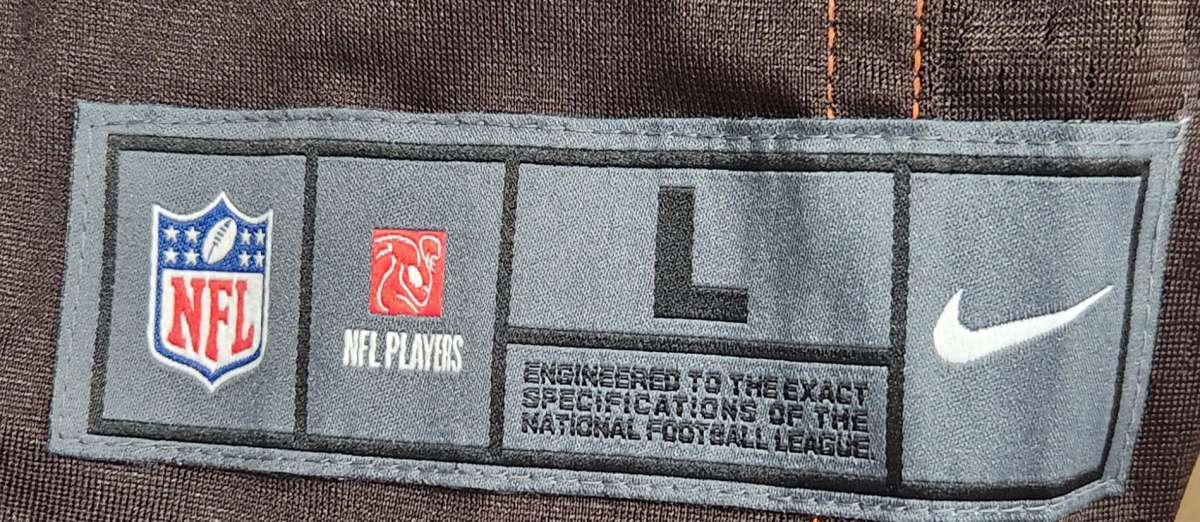 NFL
NFL PLAYERS
L
ENGINEERED TO THE EXACT
SPECIFICATIONS OF THE
NATIONAL FOOTBALL LEAGUE.